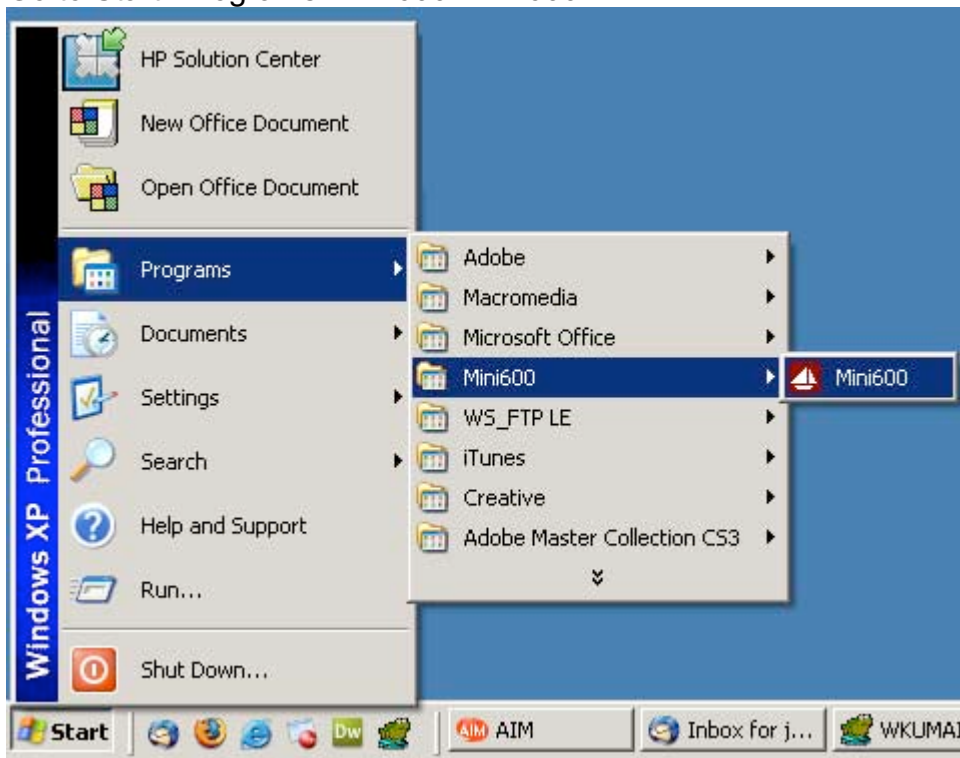 HP Solution Center
New Office Document
Open Office Document
Programs
Documents
Settings
Search
Help and Support
Run...
Shut Down...
Windows XP Professional
Adobe
Macromedia
Microsoft Office
Mini600
WS_FTP LE
iTunes
Creative
Adobe Master Collection CS3
Mini600
Start
Dw
AIM AIM
Inbox for j...
WKUMAI